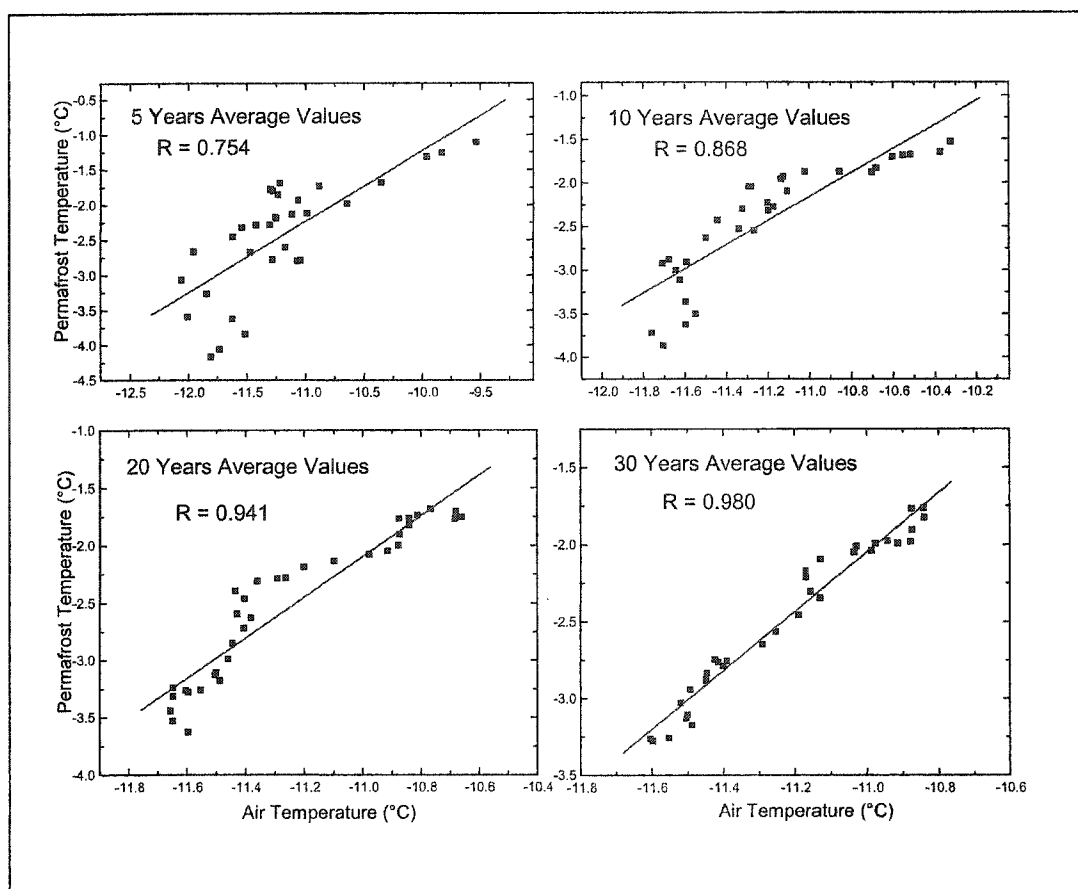 5 Years Average Values
R = 0.754
Permafrost Temperature (°C)
-0.5
-1.0
-1.5
-2.0
-2.5
-3.0
-3.5
-4.0
-4.5
-12.5 -12.0 -11.5 -11.0 -10.5 -10.0 -9.5
10 Years Average Values
R = 0.868
-1.0
-1.5
-2.0
-2.5
-3.0
-3.5
-4.0
-12.0 -11.8 -11.6 -11.4 -11.2 -11.0 -10.8 -10.6 -10.4 -10.2
20 Years Average Values
R = 0.941
Permafrost Temperature (°C)
-1.0
-1.5
-2.0
-2.5
-3.0
-3.5
-4.0
-11.8 -11.6 -11.4 -11.2 -11.0 -10.8 -10.6 -10.4
Air Temperature (°C)
30 Years Average Values
R = 0.980
-1.5
-2.0
-2.5
-3.0
-3.5
-11.8 -11.6 -11.4 -11.2 -11.0 -10.8 -10.6
Air Temperature (°C)